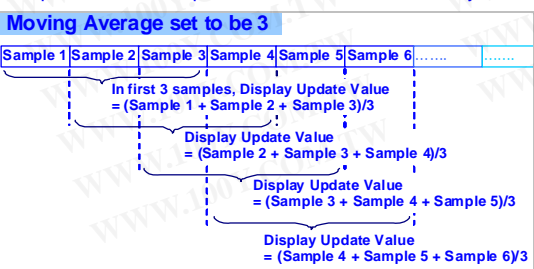 Moving Average set to be 3
Sample 1 Sample 2 Sample 3 Sample 4 Sample 5 Sample 6 ....... .......
In first 3 samples, Display Update Value
= (Sample 1 + Sample 2 + Sample 3)/3
Display Update Value
= (Sample 2 + Sample 3 + Sample 4)/3
Display Update Value
= (Sample 3 + Sample 4 + Sample 5)/3
Display Update Value
= (Sample 4 + Sample 5 + Sample 6)/3